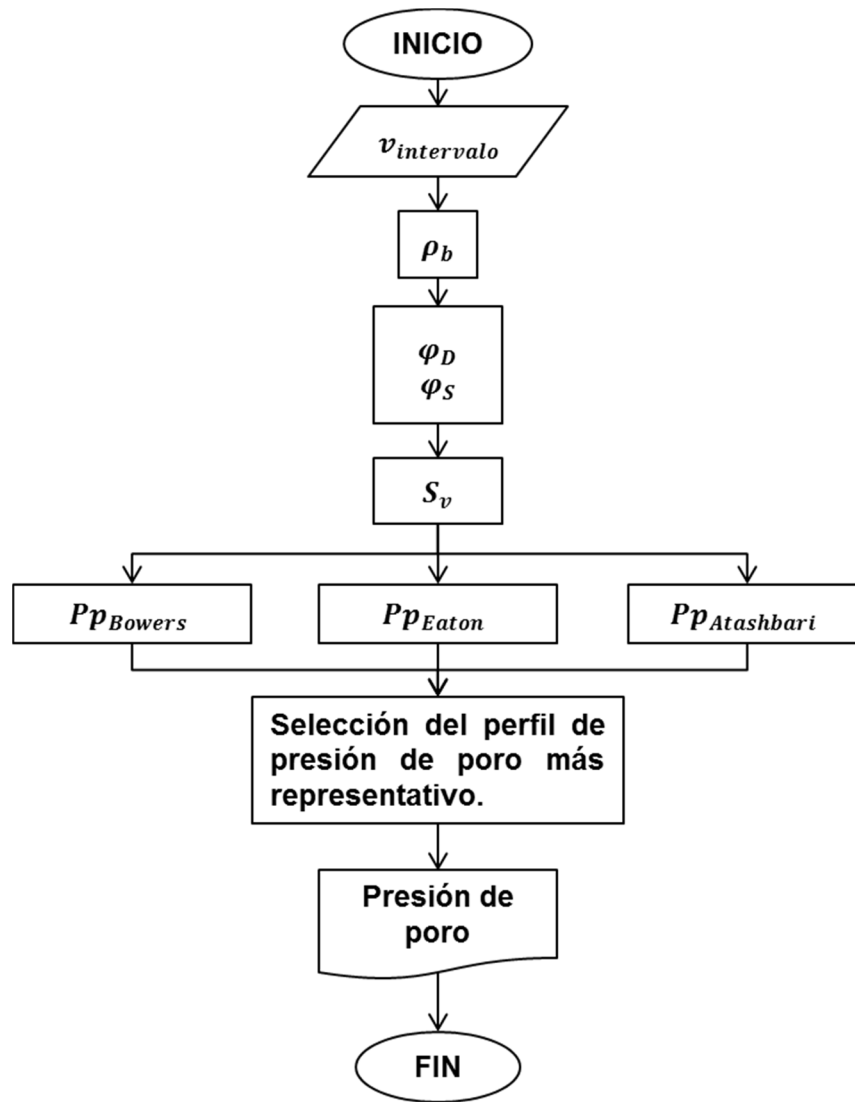 INICIO
v_intervalo
ρ_b
φ_D
φ_S
S_v
Pp_Bowers
Pp_Eaton
Pp_Atashbari
Selección del perfil de
presión de poro más
representativo.
Presión de
poro
FIN